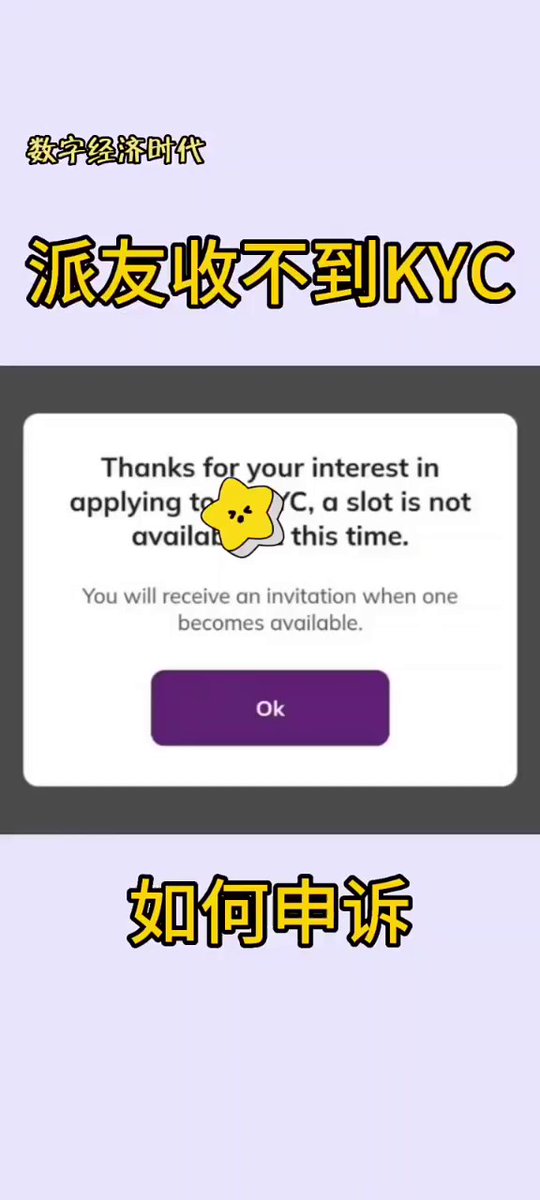 数字经济时代
派友收不到KYC
Thanks for your interest in
applying YC, a slot is not
this time.
You will receive an invitation when one
becomes available.
Ok
如何申诉